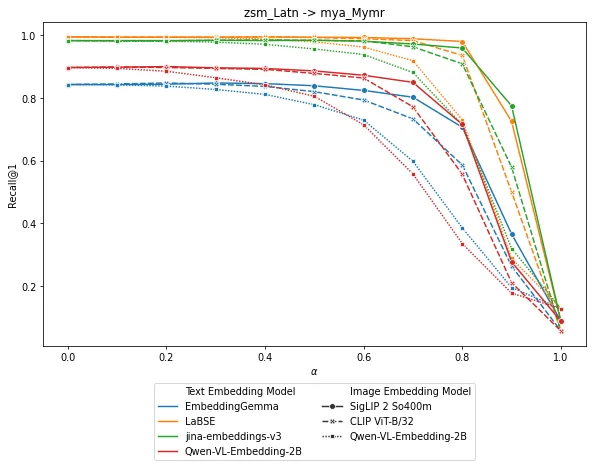 zsm_Latn -> mya_Mymr
Recall@1
1.0
0.8
0.6
0.4
0.2
0.0 0.2 0.4 0.6 0.8 1.0
α
Text Embedding Model
EmbeddingGemma
LaBSE
jina-embeddings-v3
Qwen-VL-Embedding-2B
Image Embedding Model
SigLIP 2 So400m
CLIP ViT-B/32
Qwen-VL-Embedding-2B